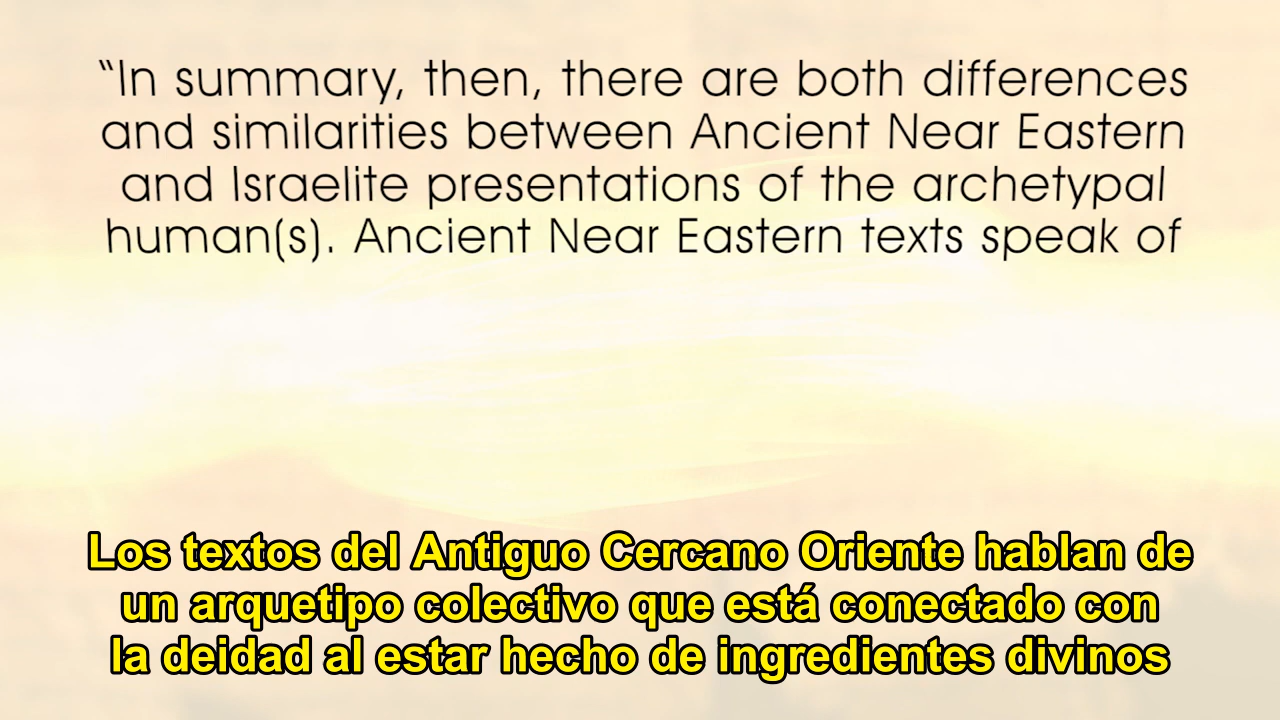 “In summary, then, there are both differences
and similarities between Ancient Near Eastern
and Israelite presentations of the archetypal
human(s). Ancient Near Eastern texts speak of
Los textos del Antiguo Cercano Oriente hablan de
un arquetipo colectivo que está conectado con
la deidad al estar hecho de ingredientes divinos